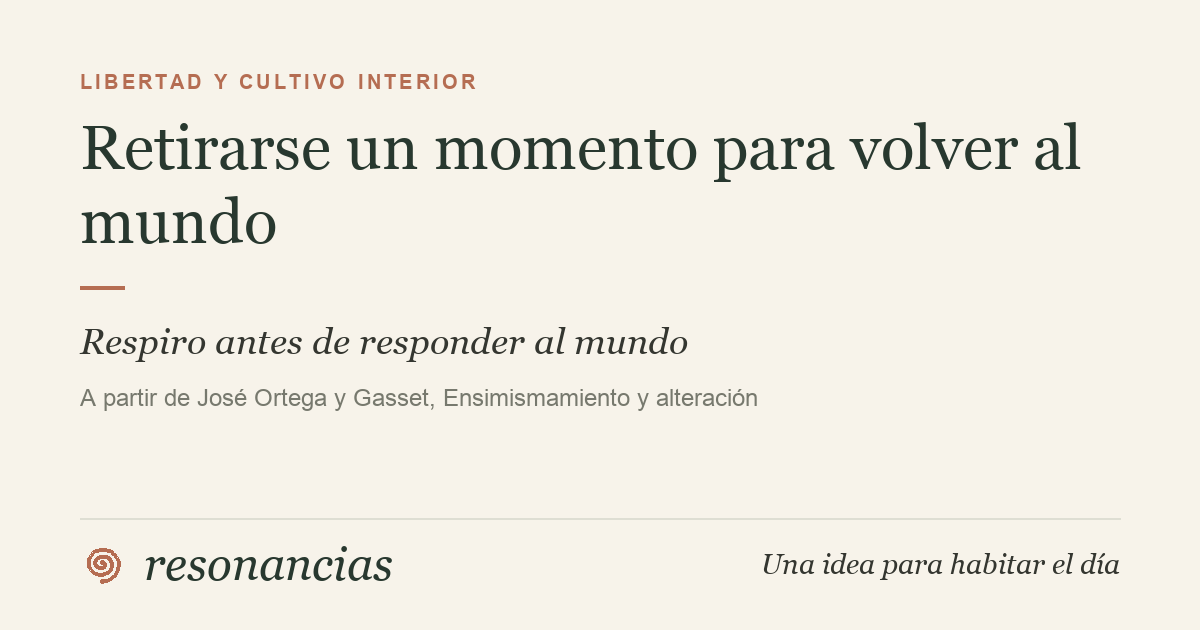 LIBERTAD Y CULTIVO INTERIOR
Retirarse un momento para volver al
mundo
Respiro antes de responder al mundo
A partir de José Ortega y Gasset, Ensimismamiento y alteración
resonancias
Una idea para habitar el día